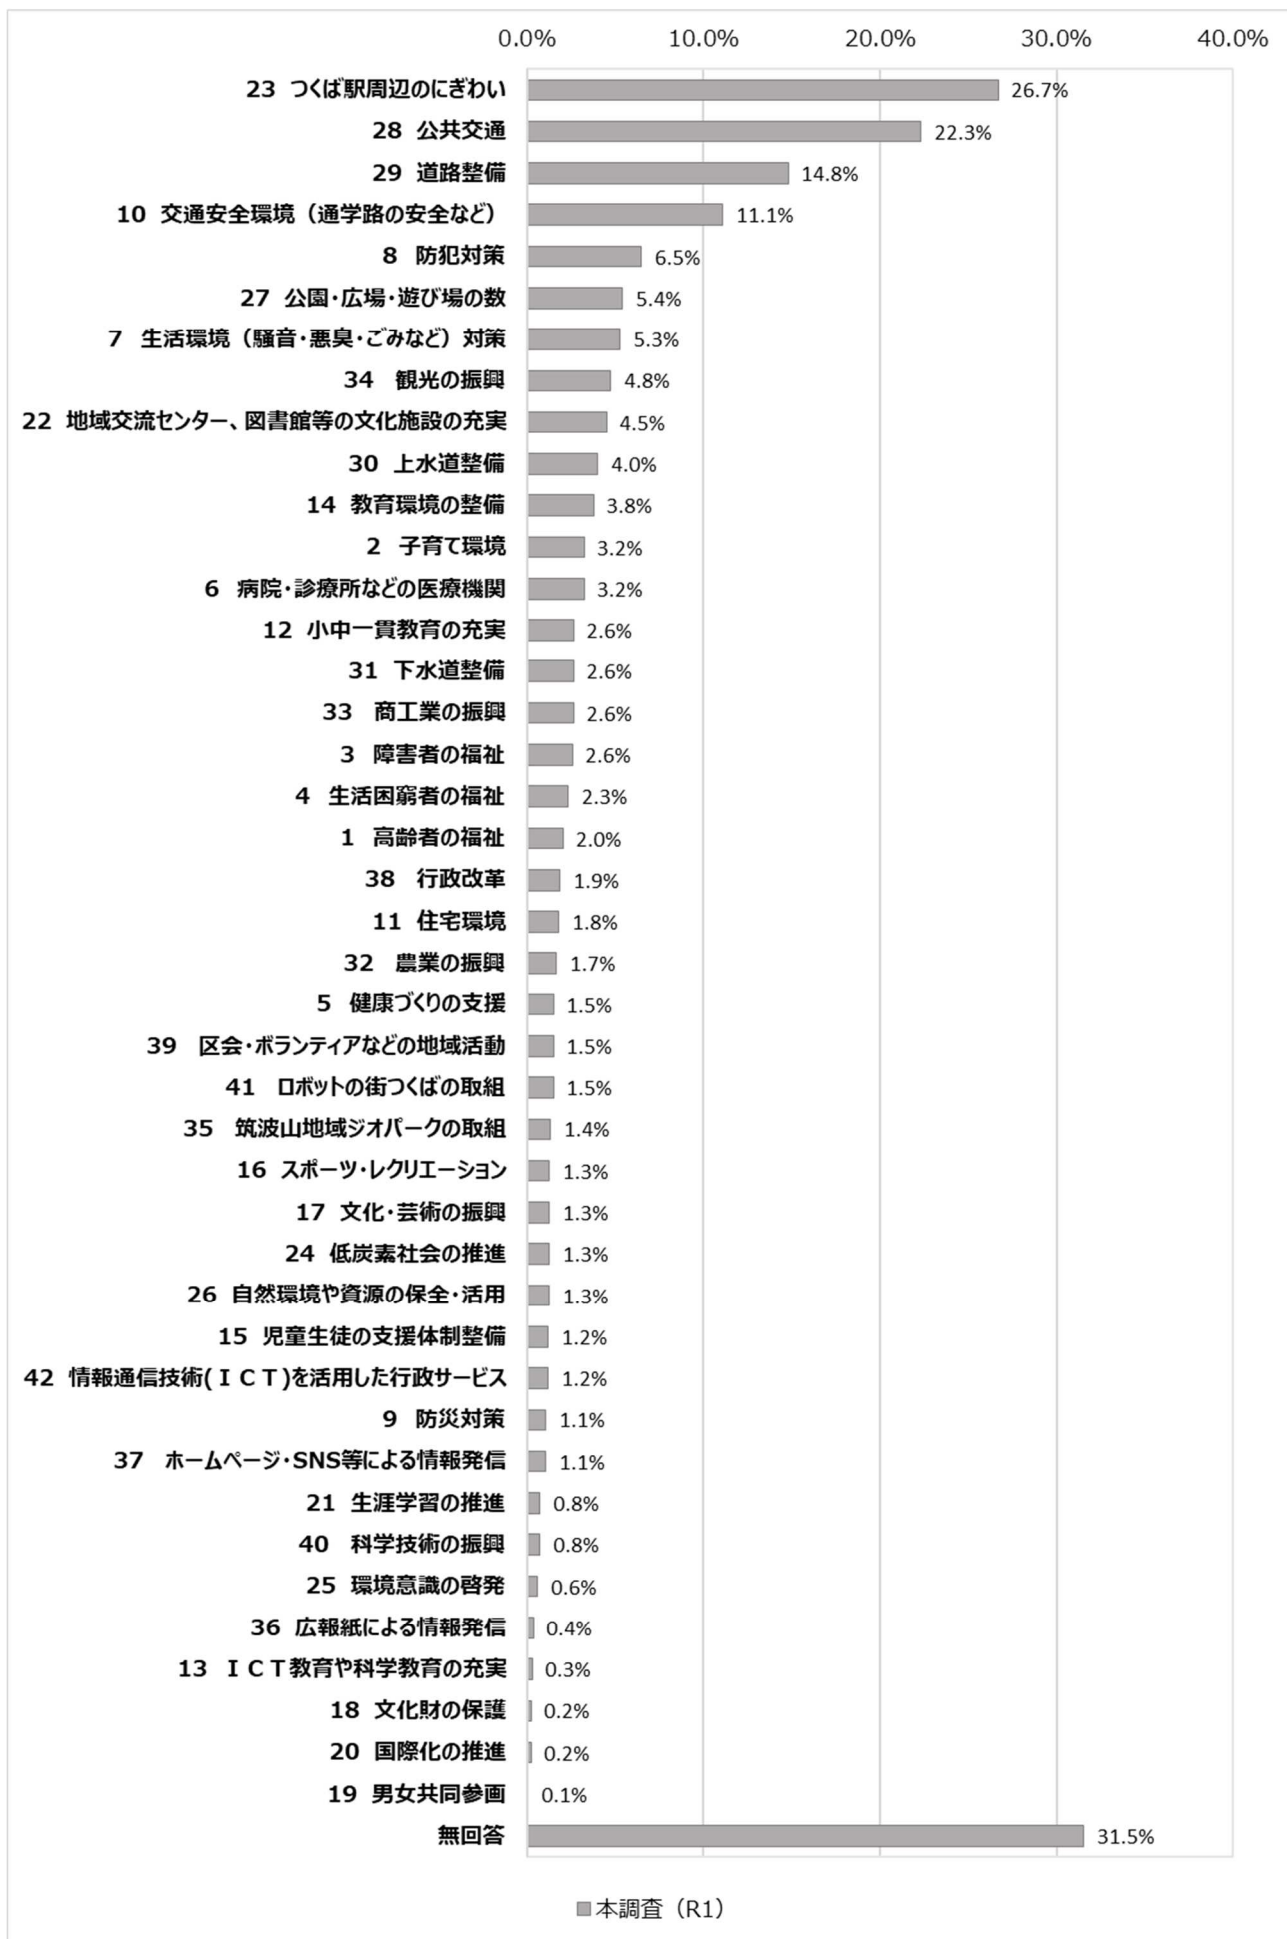 0.0% 10.0% 20.0% 30.0% 40.0%
23 つくば駅周辺のにぎわい 26.7%
28 公共交通 22.3%
29 道路整備 14.8%
10 交通安全環境（通学路の安全など） 11.1%
8 防犯対策 6.5%
27 公園・広場・遊び場の数 5.4%
7 生活環境（騒音・悪臭・ごみなど）対策 5.3%
34 観光の振興 4.8%
22 地域交流センター、図書館等の文化施設の充実 4.5%
30 上水道整備 4.0%
14 教育環境の整備 3.8%
2 子育て環境 3.2%
6 病院・診療所などの医療機関 3.2%
12 小中一貫教育の充実 2.6%
31 下水道整備 2.6%
33 商工業の振興 2.6%
3 障害者の福祉 2.6%
4 生活困窮者の福祉 2.3%
1 高齢者の福祉 2.0%
38 行政改革 1.9%
11 住宅環境 1.8%
32 農業の振興 1.7%
5 健康づくりの支援 1.5%
39 区会・ボランティアなどの地域活動 1.5%
41 ロボットの街つくばの取組 1.5%
35 筑波山地域ジオパークの取組 1.4%
16 スポーツ・レクリエーション 1.3%
17 文化・芸術の振興 1.3%
24 低炭素社会の推進 1.3%
26 自然環境や資源の保全・活用 1.3%
15 児童生徒の支援体制整備 1.2%
42 情報通信技術(ＩＣＴ)を活用した行政サービス 1.2%
9 防災対策 1.1%
37 ホームページ・SNS等による情報発信 1.1%
21 生涯学習の推進 0.8%
40 科学技術の振興 0.8%
25 環境意識の啓発 0.6%
36 広報紙による情報発信 0.4%
13 ＩＣＴ教育や科学教育の充実 0.3%
18 文化財の保護 0.2%
20 国際化の推進 0.2%
19 男女共同参画 0.1%
無回答 31.5%
本調査（R1）